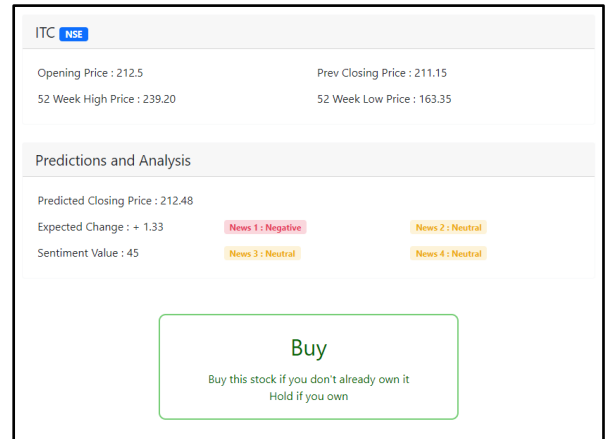 ITC NSE
Opening Price : 212.5 Prev Closing Price : 211.15
52 Week High Price : 239.20 52 Week Low Price : 163.35
Predictions and Analysis
Predicted Closing Price : 212.48
Expected Change : + 1.33 News 1 : Negative News 2 : Neutral
Sentiment Value : 45 News 3 : Neutral News 4 : Neutral
Buy
Buy this stock if you don't already own it
Hold if you own